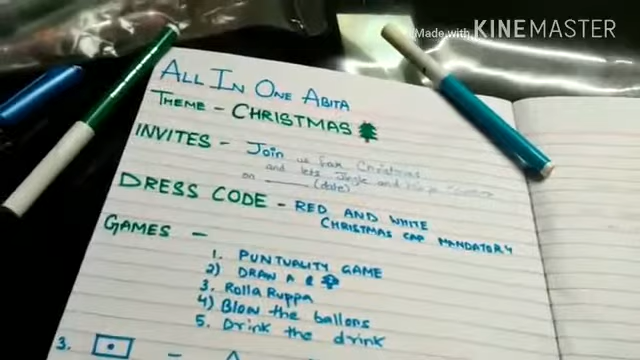 Made with KINEMASTER
ALL IN ONE ABITA
THEME - CHRISTMAS
INVITES - Join us for Christmas
and lets Jingle and
on ______ (date)
DRESS CODE - RED AND WHITE
CHRISTMAS CAP MANDATORY
GAMES -
1. PUNTUALITY GAME
2) DRAW A &
3. Rolla Ruppa
4) Blow the ballons
5. Drink the drink
3.